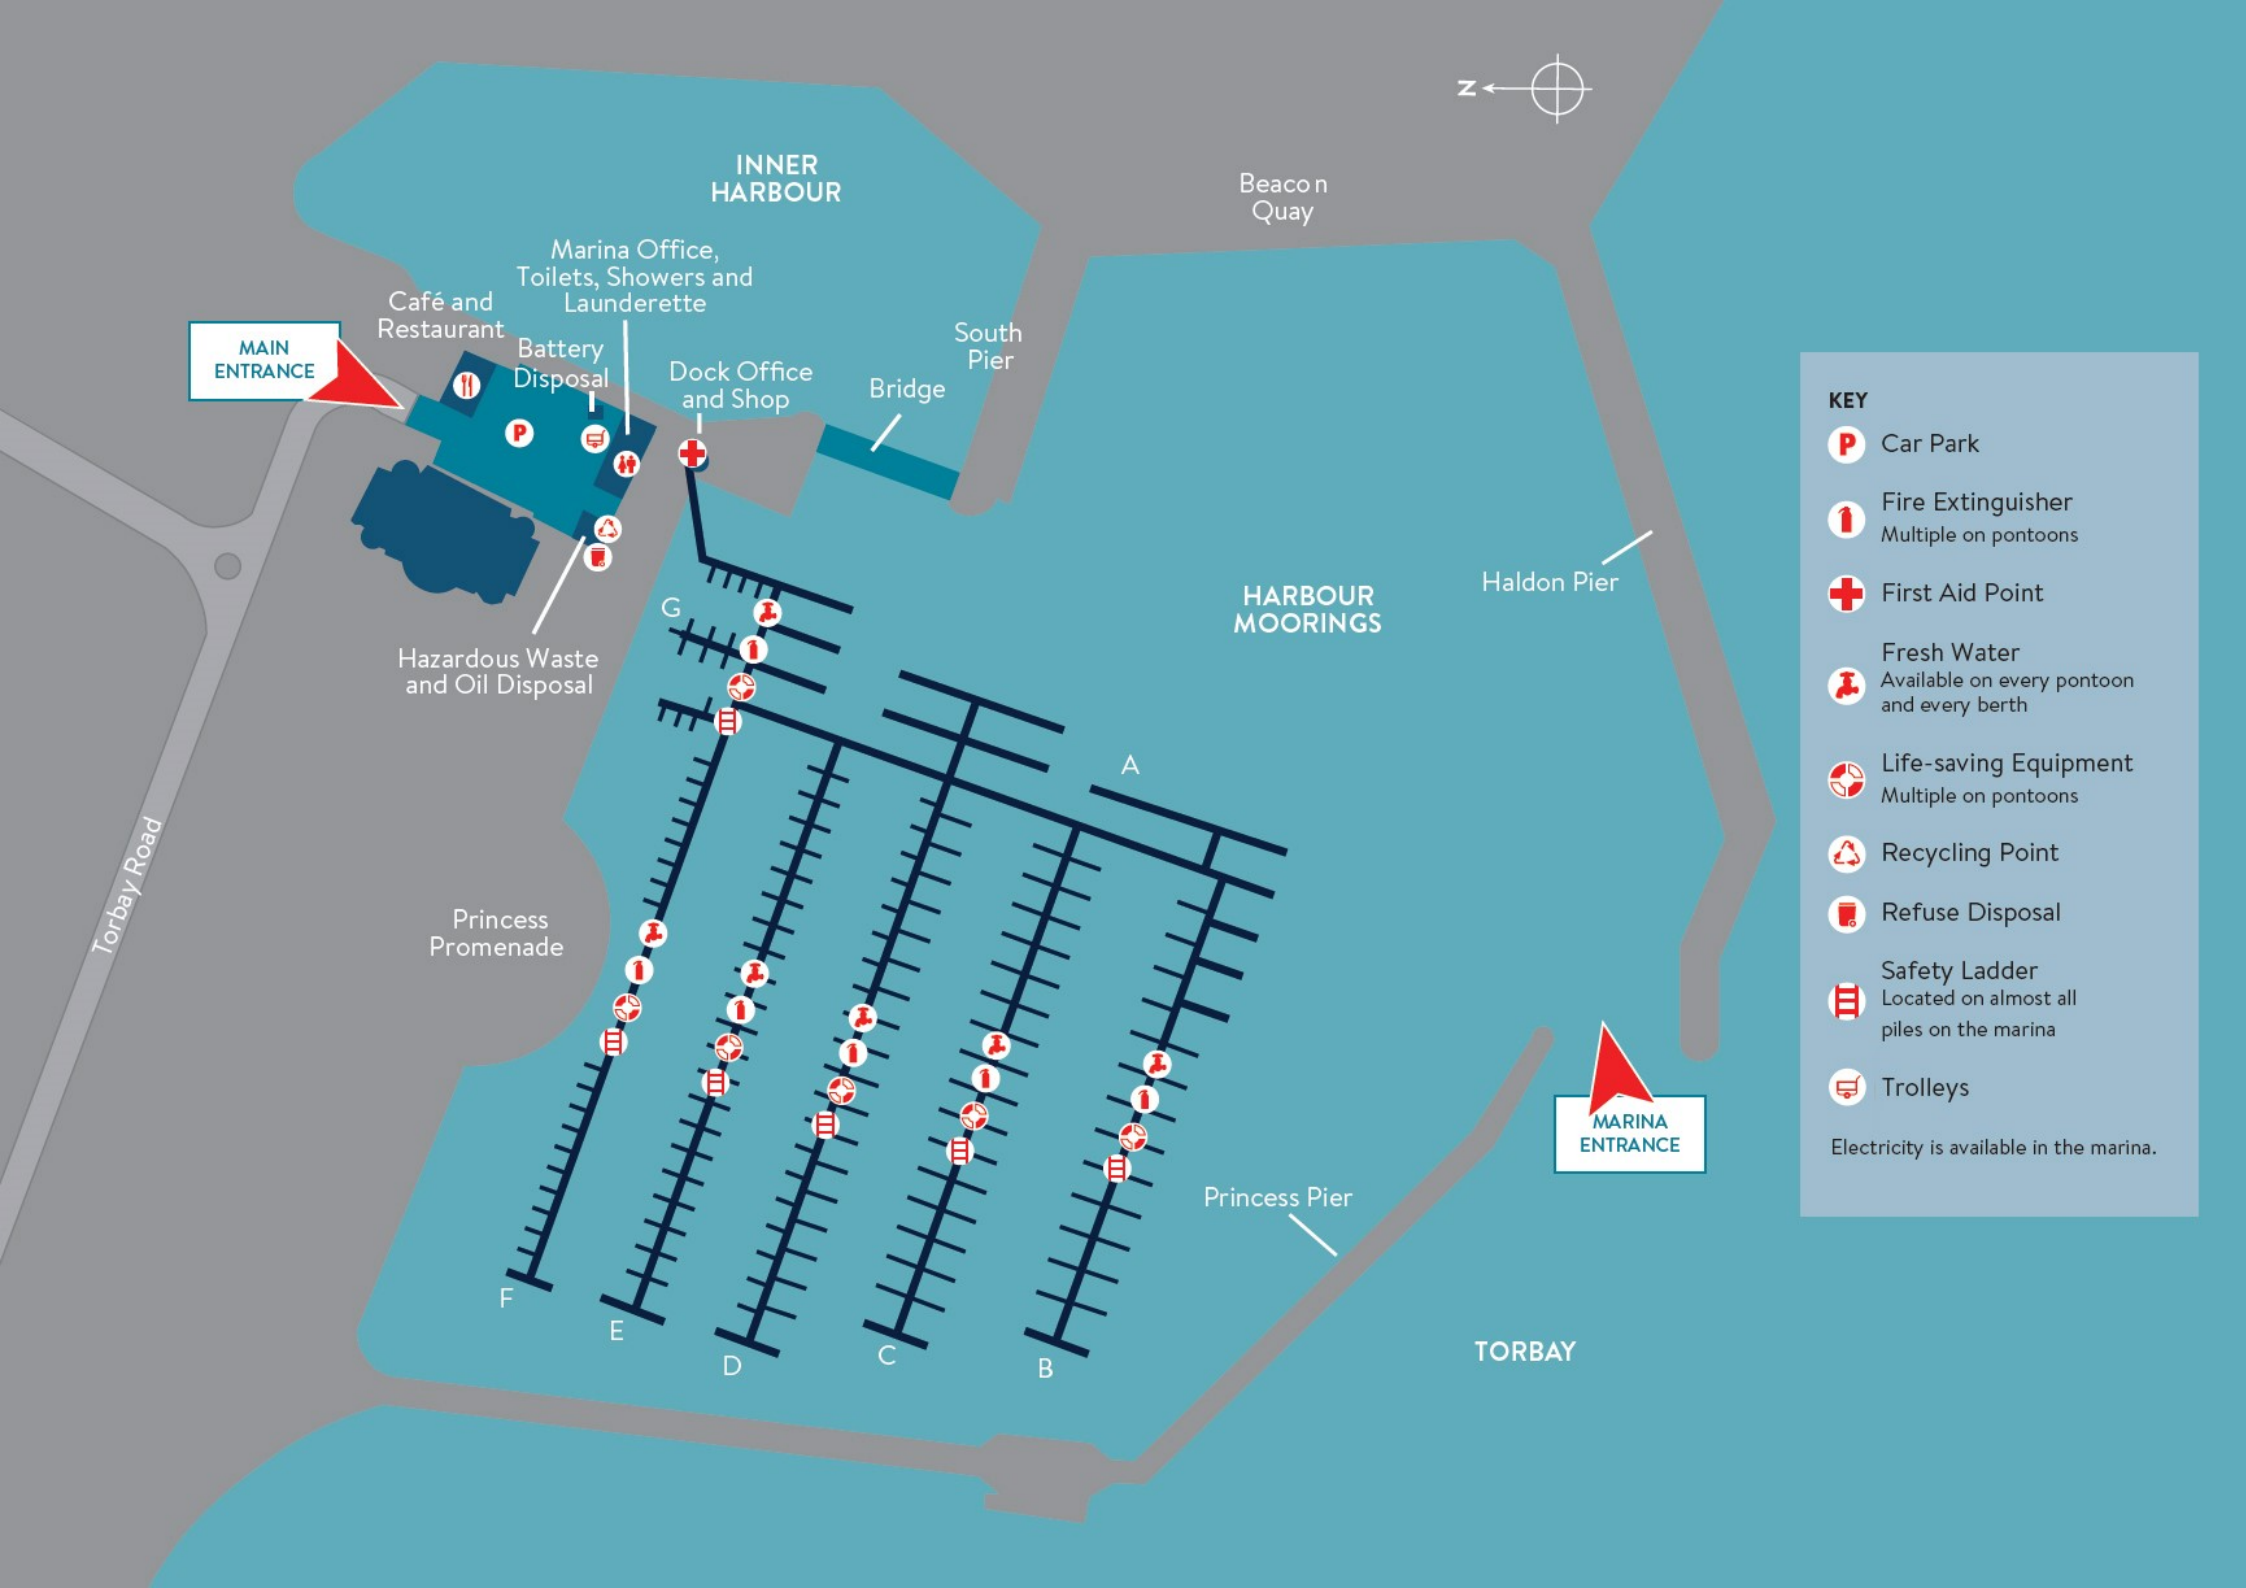 N
INNER
HARBOUR
Beacon
Quay
Marina Office,
Toilets, Showers and
Launderette
Café and
Restaurant
MAIN
ENTRANCE
Battery
Disposal
Dock Office
and Shop
Bridge
South
Pier
P
Haldon Pier
HARBOUR
MOORINGS
G
Hazardous Waste
and Oil Disposal
A
Torbay Road
Princess
Promenade
MARINA
ENTRANCE
Princess Pier
F
E
D
C
B
TORBAY
KEY
P Car Park
Fire Extinguisher
Multiple on pontoons
First Aid Point
Fresh Water
Available on every pontoon
and every berth
Life-saving Equipment
Multiple on pontoons
Recycling Point
Refuse Disposal
Safety Ladder
Located on almost all
piles on the marina
Trolleys
Electricity is available in the marina.